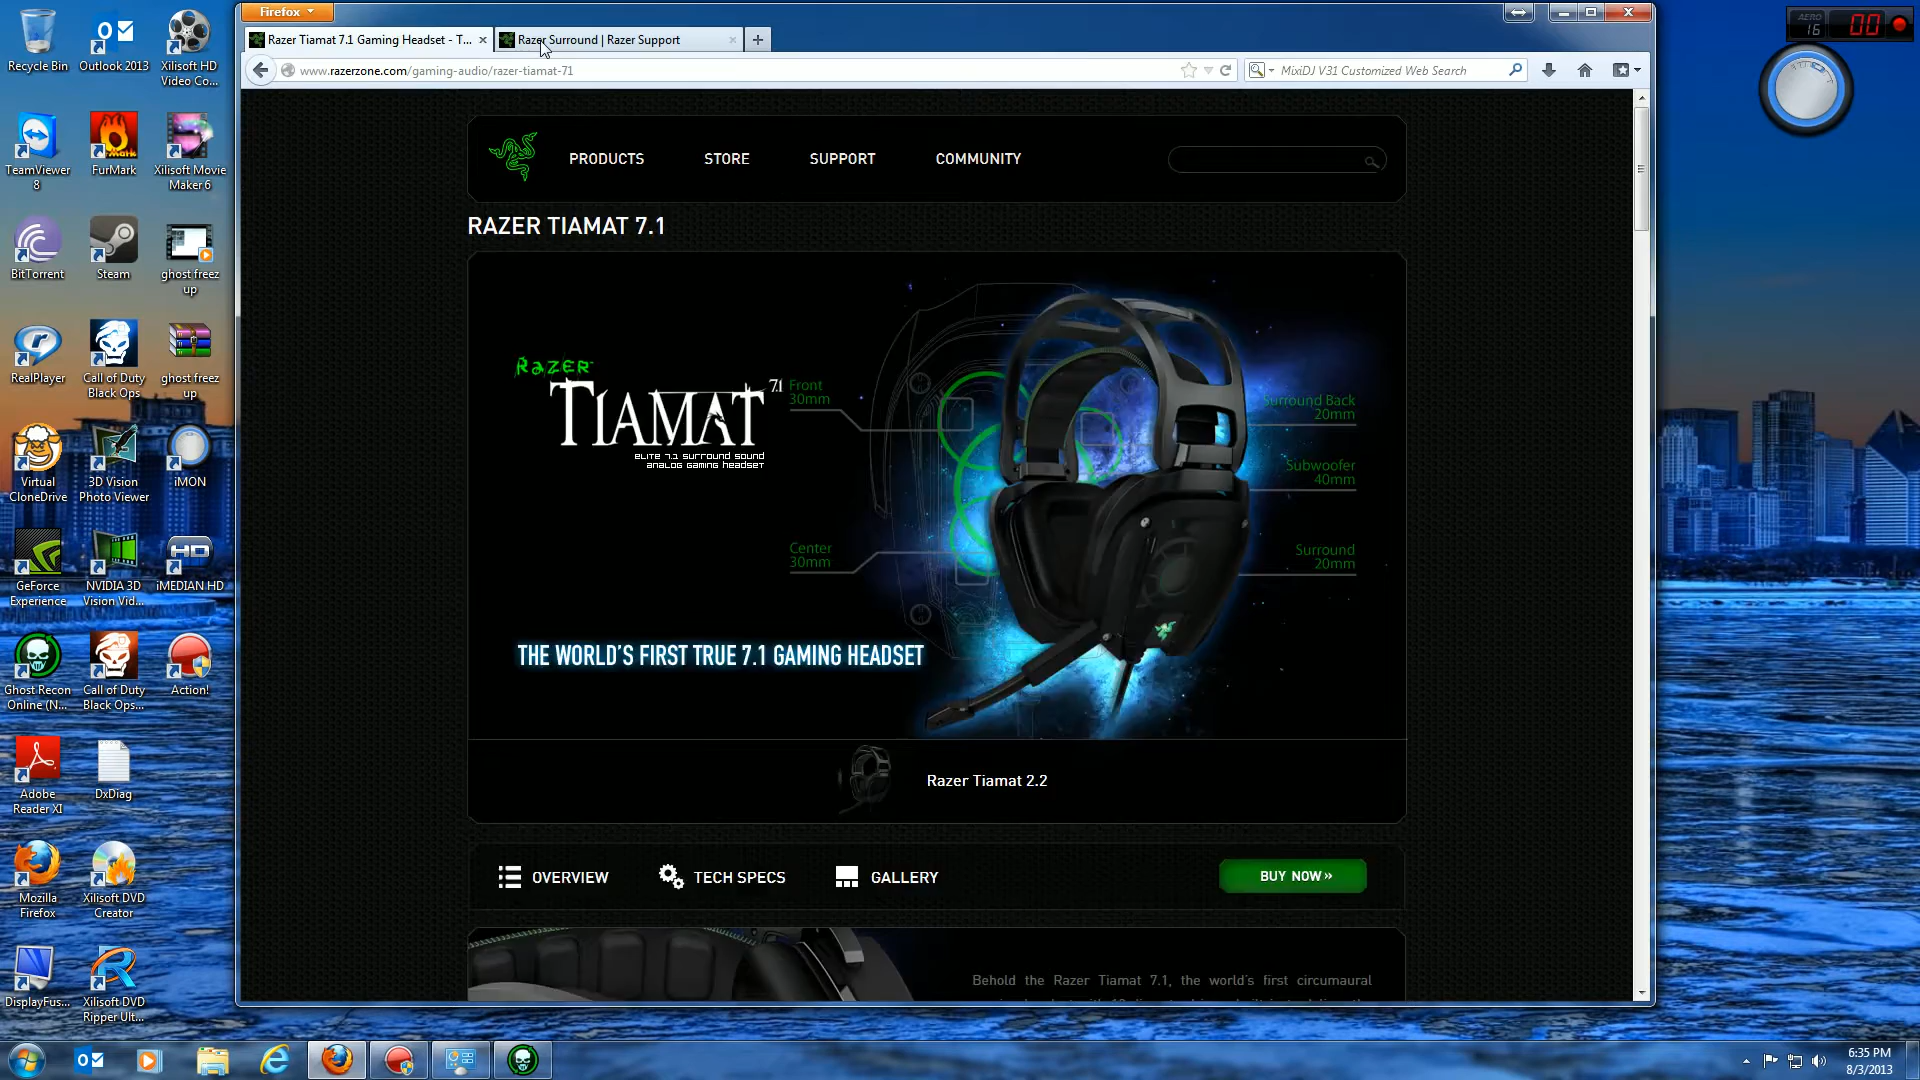 Firefox
Razer Tiamat 7.1 Gaming Headset - T...
Razer Surround | Razer Support
www.razerzone.com/gaming-audio/razer-tiamat-71
MixiDJ V31 Customized Web Search
AERO
16
00
PRODUCTS
STORE
SUPPORT
COMMUNITY
RAZER TIAMAT 7.1
RAZER
TIAMAT 7.1
ELITE 7.1 SURROUND SOUND
ANALOG GAMING HEADSET
Front
30mm
Center
30mm
Surround Back
20mm
Subwoofer
40mm
Surround
20mm
THE WORLD'S FIRST TRUE 7.1 GAMING HEADSET
Razer Tiamat 2.2
OVERVIEW
TECH SPECS
GALLERY
BUY NOW »
Behold the Razer Tiamat 7.1, the world's first circumaural
Recycle Bin
Outlook 2013
Xilisoft HD
Video Co...
TeamViewer
8
FurMark
Xilisoft Movie
Maker 6
BitTorrent
Steam
ghost freez
up
RealPlayer
Call of Duty
Black Ops
ghost freez
up
Virtual
CloneDrive
3D Vision
Photo Viewer
iMON
GeForce
Experience
NVIDIA 3D
Vision Vid...
HD
iMEDIAN HD
Ghost Recon
Online (N...
Call of Duty
Black Ops...
Action!
Adobe
Reader XI
DxDiag
Mozilla
Firefox
Xilisoft DVD
Creator
DisplayFus...
Xilisoft DVD
Ripper Ult...
6:35 PM
8/3/2013